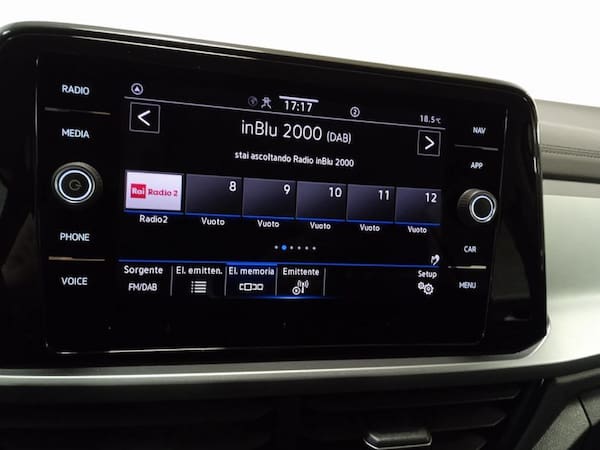 RADIO
MEDIA
PHONE
VOICE
17:17
2
18.5°C
inBlu 2000 (DAB)
stai ascoltando Radio inBlu 2000
Rai Radio 2
8
9
10
11
12
Radio2
Vuoto
Vuoto
Vuoto
Vuoto
Vuoto
Sorgente
FM/DAB
El. emitten.
El. memoria
Emittente
Setup
NAV
APP
CAR
MENU